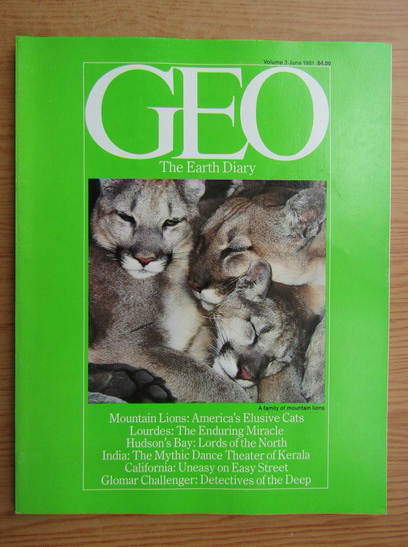 Volume 3 June 1981 $4.00
GEO
The Earth Diary
A family of mountain lions
Mountain Lions: America's Elusive Cats
Lourdes: The Enduring Miracle
Hudson's Bay: Lords of the North
India: The Mythic Dance Theater of Kerala
California: Uneasy on Easy Street
Glomar Challenger: Detectives of the Deep